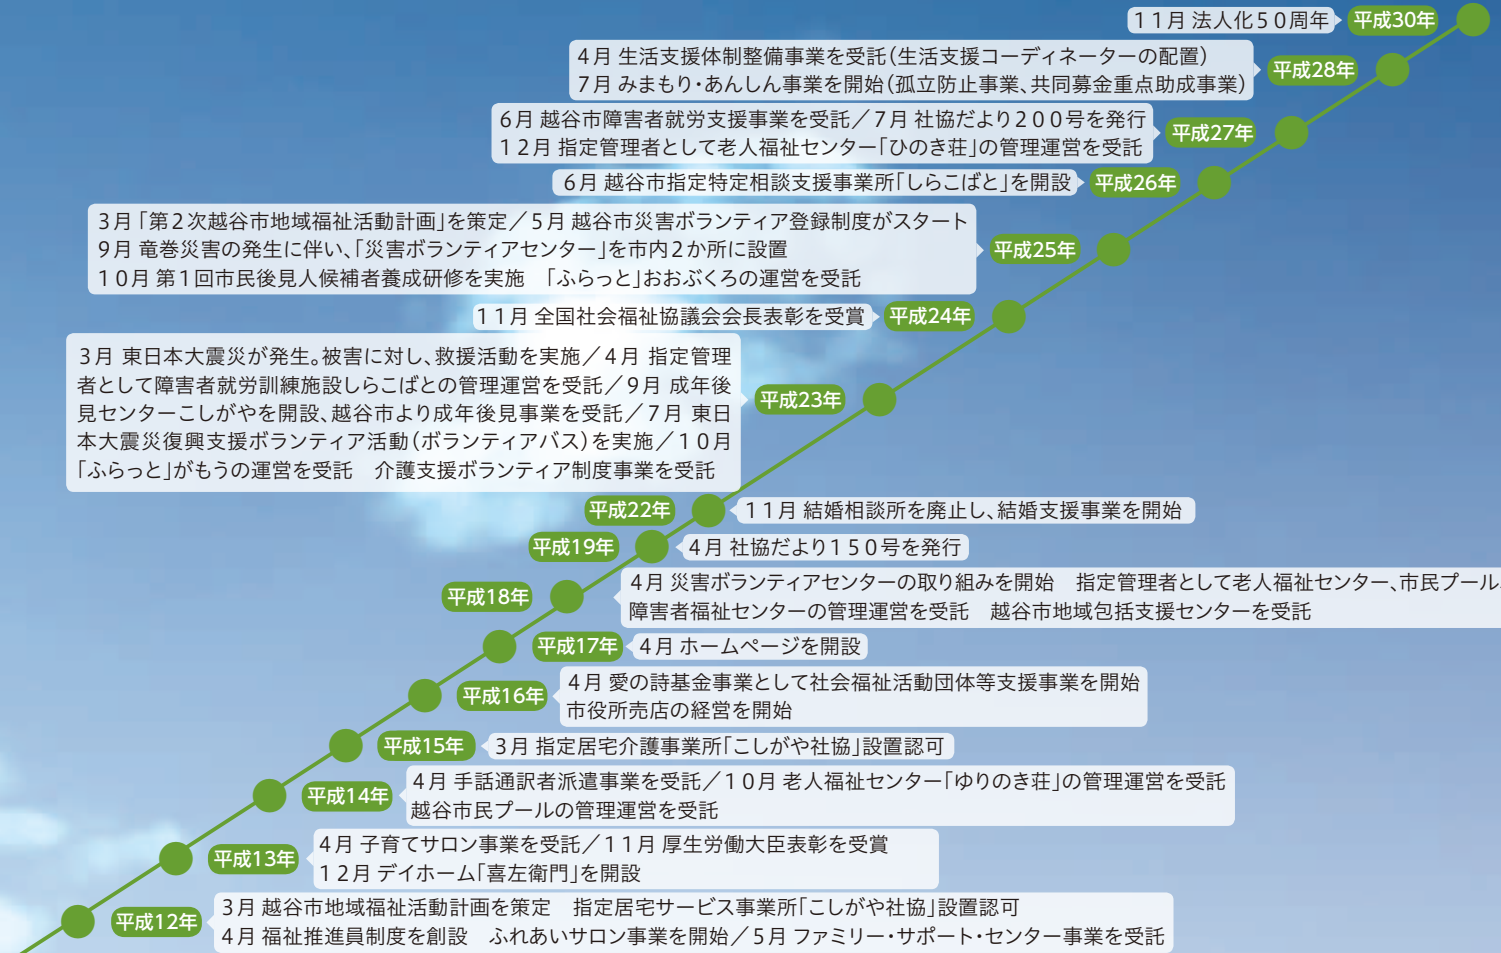 11月 法人化50周年
平成30年
4月 生活支援体制整備事業を受託（生活支援コーディネーターの配置）
7月 みまもり・あんしん事業を開始（孤立防止事業、共同募金重点助成事業）
平成28年
6月 越谷市障害者就労支援事業を受託／7月 社協だより200号を発行
12月 指定管理者として老人福祉センター「ひのき荘」の管理運営を受託
平成27年
6月 越谷市指定特定相談支援事業所「しらこばと」を開設
平成26年
3月「第2次越谷市地域福祉活動計画」を策定／5月 越谷市災害ボランティア登録制度がスタート
9月 竜巻災害の発生に伴い、「災害ボランティアセンター」を市内2か所に設置
10月 第1回市民後見人候補者養成研修を実施　「ふらっと」おおぶくろの運営を受託
平成25年
11月 全国社会福祉協議会会長表彰を受賞
平成24年
3月 東日本大震災が発生。被害に対し、救援活動を実施／4月 指定管理
者として障害者就労訓練施設しらこばとの管理運営を受託／9月 成年後
見センターこしがやを開設、越谷市より成年後見事業を受託／7月 東日
本大震災復興支援ボランティア活動（ボランティアバス）を実施／10月
「ふらっと」がもうの運営を受託　介護支援ボランティア制度事業を受託
平成23年
平成22年
11月 結婚相談所を廃止し、結婚支援事業を開始
平成19年
4月 社協だより150号を発行
平成18年
4月 災害ボランティアセンターの取り組みを開始　指定管理者として老人福祉センター、市民プール
障害者福祉センターの管理運営を受託　越谷市地域包括支援センターを受託
平成17年
4月 ホームページを開設
平成16年
4月 愛の詩基金事業として社会福祉活動団体等支援事業を開始
市役所売店の経営を開始
平成15年
3月 指定居宅介護事業所「こしがや社協」設置認可
平成14年
4月 手話通訳者派遣事業を受託／10月 老人福祉センター「ゆりのき荘」の管理運営を受託
越谷市民プールの管理運営を受託
平成13年
4月 子育てサロン事業を受託／11月 厚生労働大臣表彰を受賞
12月 デイホーム「喜左衛門」を開設
平成12年
3月 越谷市地域福祉活動計画を策定　指定居宅サービス事業所「こしがや社協」設置認可
4月 福祉推進員制度を創設　ふれあいサロン事業を開始／5月 ファミリー・サポート・センター事業を受託